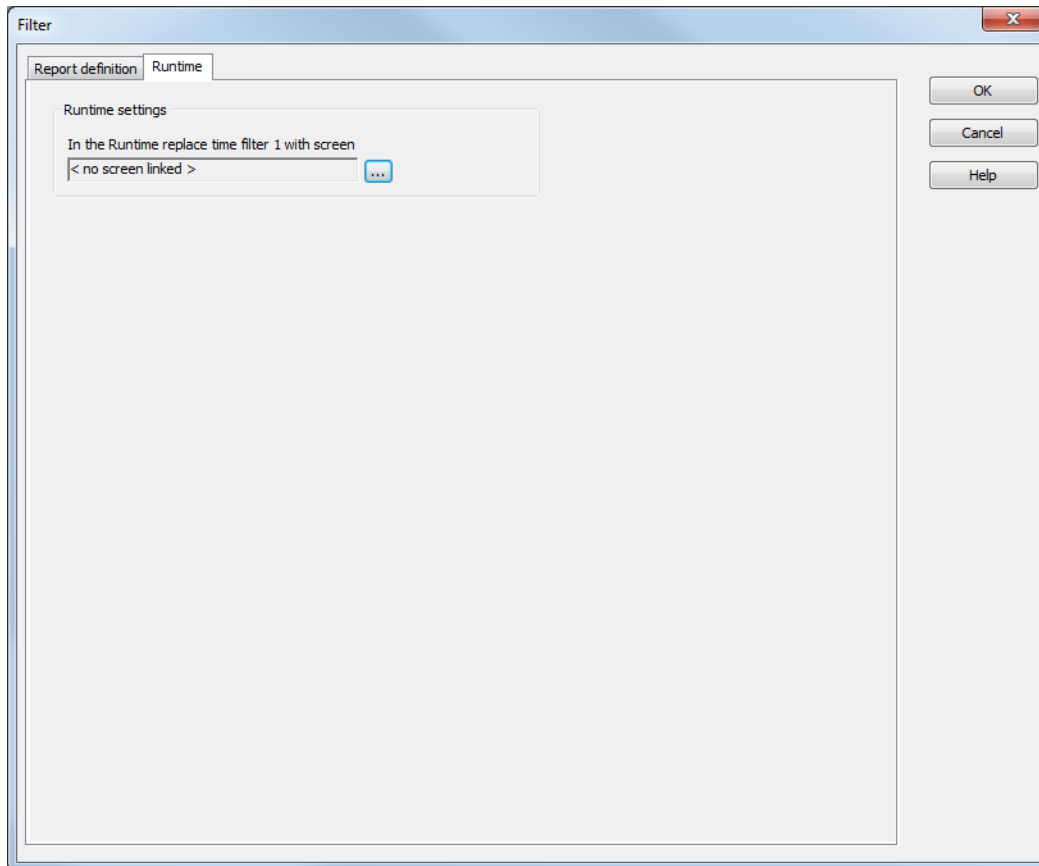 Filter
X
Report definition
Runtime
OK
Runtime settings
Cancel
In the Runtime replace time filter 1 with screen
< no screen linked >
...
Help